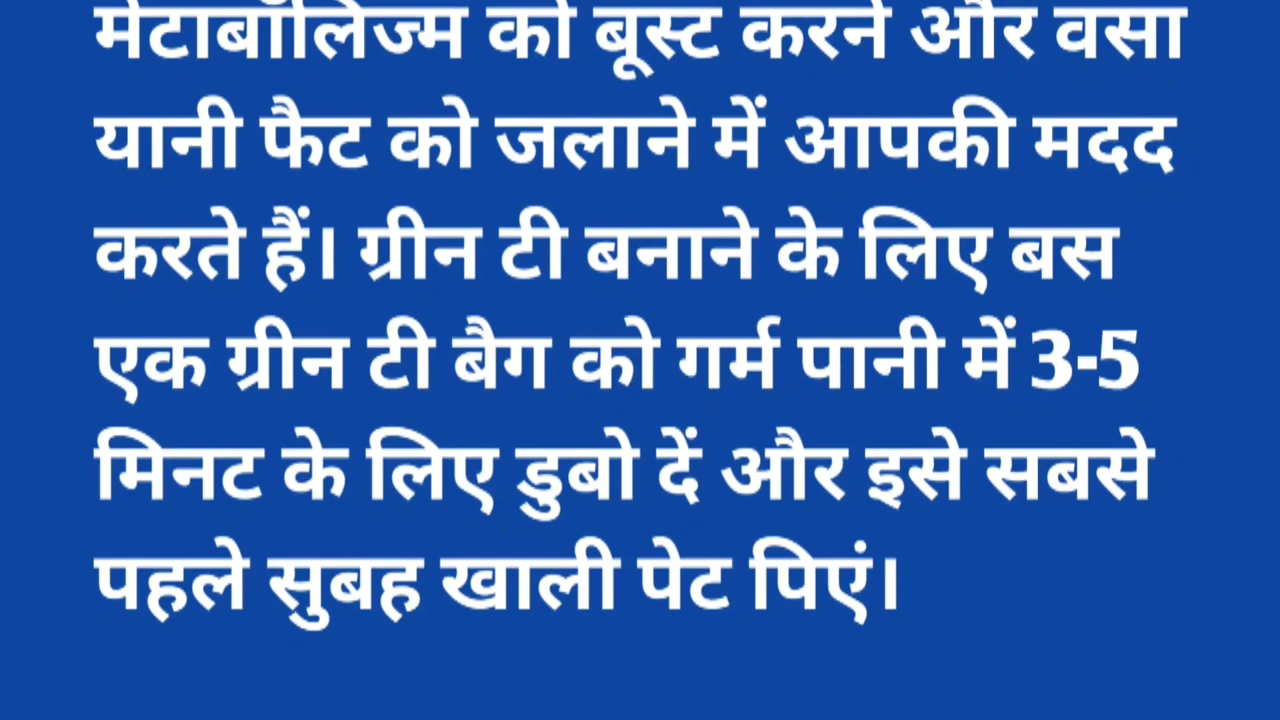 मेटाबॉलिज्म को बूस्ट करने और वसा
यानी फैट को जलाने में आपकी मदद
करते हैं। ग्रीन टी बनाने के लिए बस
एक ग्रीन टी बैग को गर्म पानी में 3-5
मिनट के लिए डुबो दें और इसे सबसे
पहले सुबह खाली पेट पिएं।